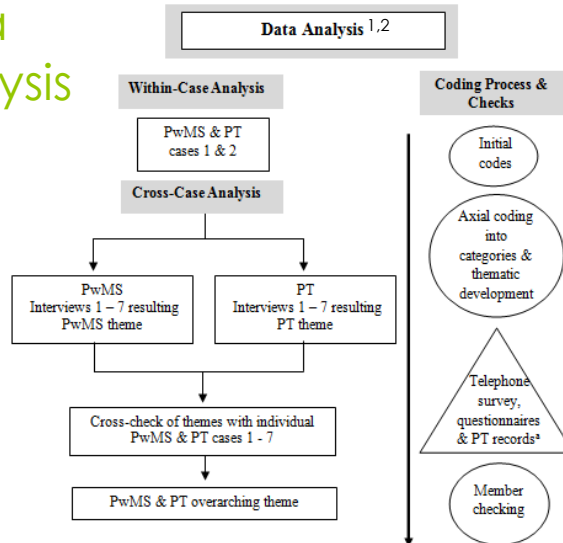 a
ysis
Data Analysis 1,2
Within-Case Analysis
PwMS & PT
cases 1 & 2
Cross-Case Analysis
PwMS
Interviews 1 – 7 resulting
PwMS theme
PT
Interviews 1 – 7 resulting
PT theme
Cross-check of themes with individual
PwMS & PT cases 1 - 7
PwMS & PT overarching theme
Coding Process &
Checks
Initial
codes
Axial coding
into
categories &
thematic
development
Telephone
survey,
questionnaires
& PT recordsª
Member
checking